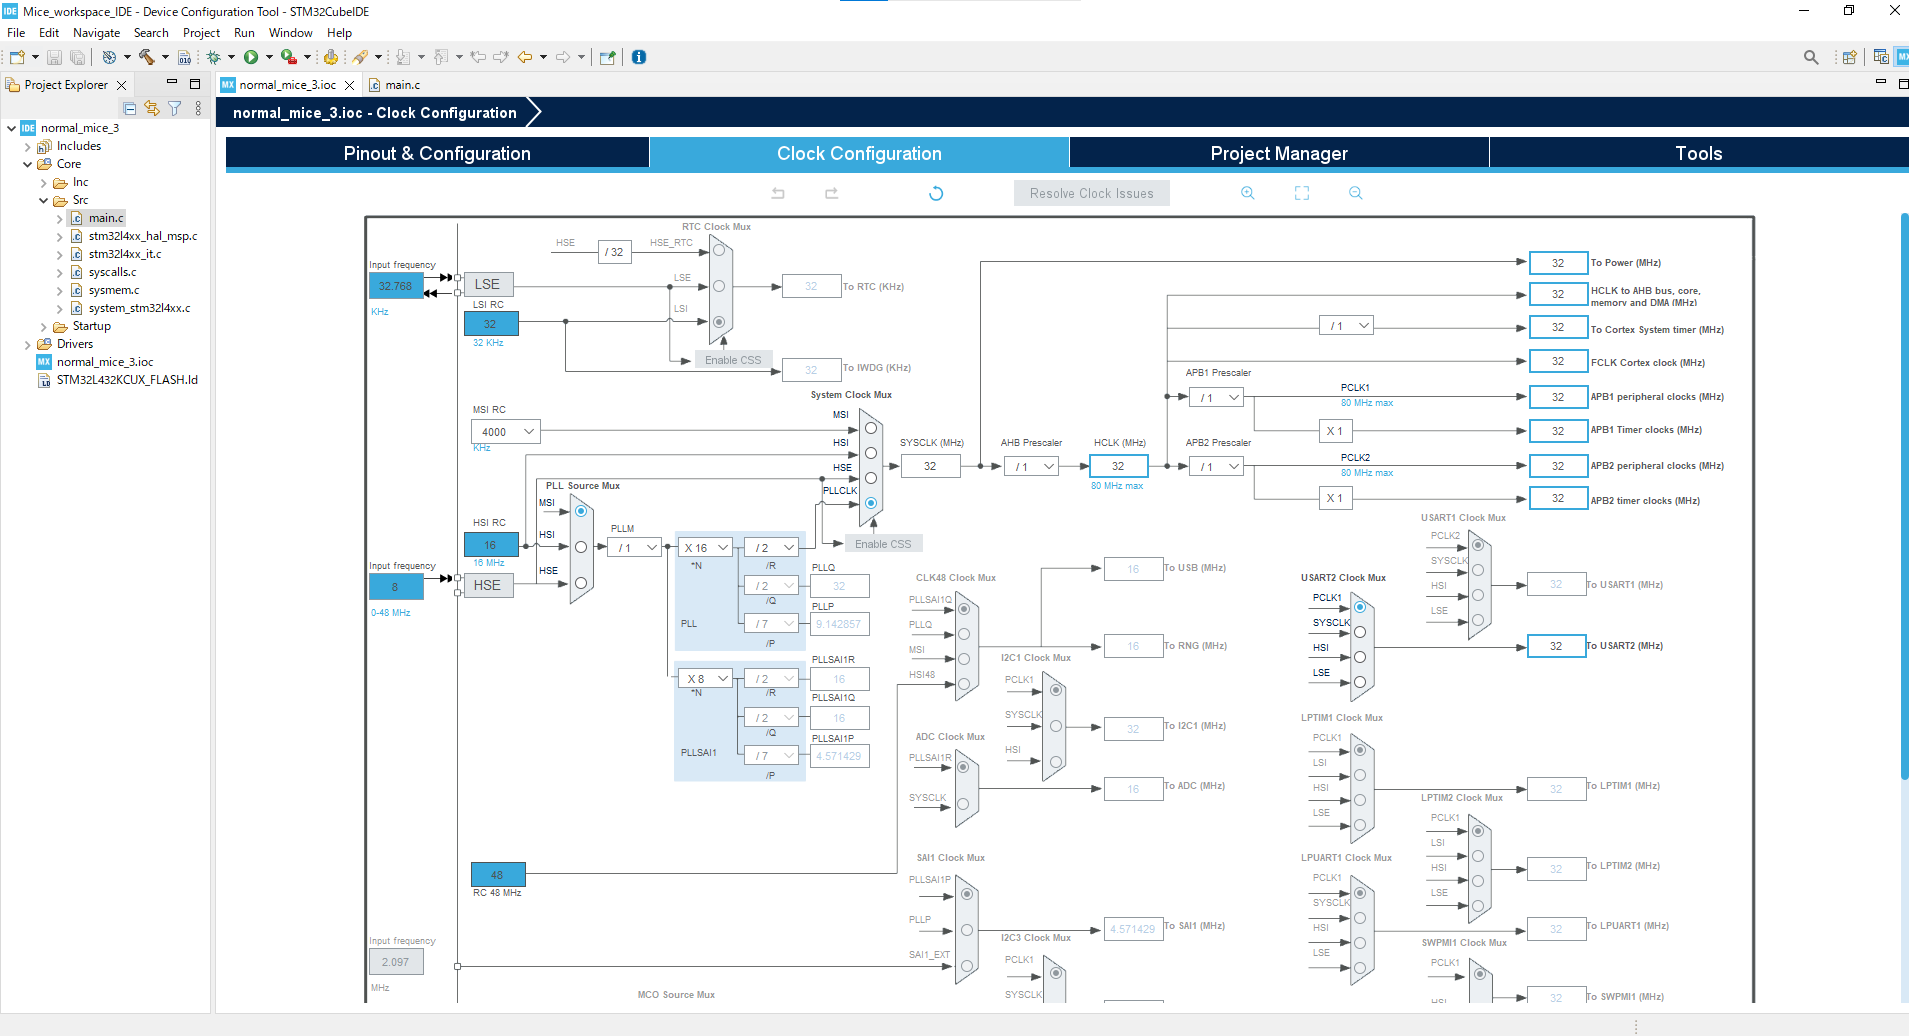 Mice_workspace_IDE - Device Configuration Tool - STM32CubeIDE
File Edit Navigate Search Project Run Window Help
Project Explorer
normal_mice_3.ioc main.c
normal_mice_3.ioc - Clock Configuration
Pinout & Configuration Clock Configuration Project Manager Tools
Resolve Clock Issues
IDE normal_mice_3
Includes
Core
Inc
Src
main.c
stm32l4xx_hal_msp.c
stm32l4xx_it.c
syscalls.c
sysmem.c
system_stm32l4xx.c
Startup
Drivers
MX normal_mice_3.ioc
STM32L432KCUX_FLASH.ld
RTC Clock Mux
HSE / 32 HSE_RTC
Input frequency
32.768
KHz
LSE
LSE
32 To RTC (KHz)
LSI RC
32
32 KHz
LSI
Enable CSS
32 To IWDG (KHz)
System Clock Mux
MSI RC
4000
KHz
MSI
HSI
HSE
PLLCLK
Enable CSS
SYSCLK (MHz)
32
AHB Prescaler
/ 1
HCLK (MHz)
32
80 MHz max
32 To Power (MHz)
32 HCLK to AHB bus, core,
memory and DMA (MHz)
/ 1
32 To Cortex System timer (MHz)
32 FCLK Cortex clock (MHz)
APB1 Prescaler
/ 1
PCLK1
80 MHz max
32 APB1 peripheral clocks (MHz)
X 1
32 APB1 Timer clocks (MHz)
APB2 Prescaler
/ 1
PCLK2
80 MHz max
32 APB2 peripheral clocks (MHz)
X 1
32 APB2 timer clocks (MHz)
PLL Source Mux
MSI
HSI
HSE
HSI RC
16
16 MHz
Input frequency
8
0-48 MHz
HSE
PLLM
/ 1
X 16
*N
/ 2
/R
PLLQ
/ 2
32
/Q
PLLP
PLL
/ 7
9.142857
/P
PLLSAI1R
X 8
*N
/ 2
16
/R
PLLSAI1Q
/ 2
16
/Q
PLLSAI1P
PLLSAI1
/ 7
4.571429
/P
CLK48 Clock Mux
PLLSAI1Q
PLLQ
MSI
HSI48
16 To USB (MHz)
16 To RNG (MHz)
I2C1 Clock Mux
PCLK1
SYSCLK
HSI
32 To I2C1 (MHz)
ADC Clock Mux
PLLSAI1R
SYSCLK
16 To ADC (MHz)
48
RC 48 MHz
SAI1 Clock Mux
PLLSAI1P
PLLP
SAI1_EXT
4.571429 To SAI1 (MHz)
I2C3 Clock Mux
PCLK1
SYSCLK
Input frequency
2.097
MHz
MCO Source Mux
USART1 Clock Mux
PCLK2
SYSCLK
HSI
LSE
32 To USART1 (MHz)
USART2 Clock Mux
PCLK1
SYSCLK
HSI
LSE
32 To USART2 (MHz)
LPTIM1 Clock Mux
PCLK1
LSI
HSI
LSE
32 To LPTIM1 (MHz)
LPTIM2 Clock Mux
PCLK1
LSI
HSI
LSE
32 To LPTIM2 (MHz)
LPUART1 Clock Mux
PCLK1
SYSCLK
HSI
LSE
32 To LPUART1 (MHz)
SWPMI1 Clock Mux
PCLK1
HSI
32 To SWPMI1 (MHz)